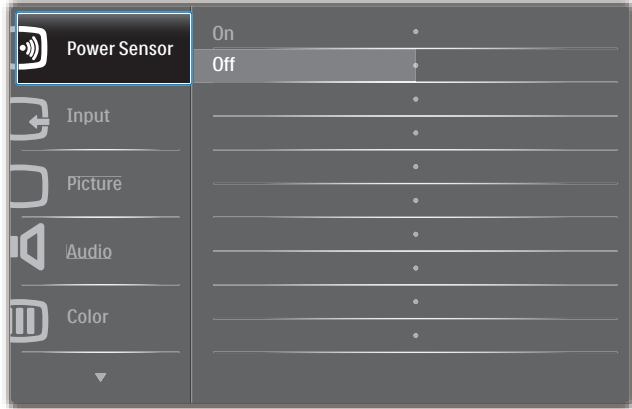 Power Sensor
On
Off
Input
Picture
Audio
Color